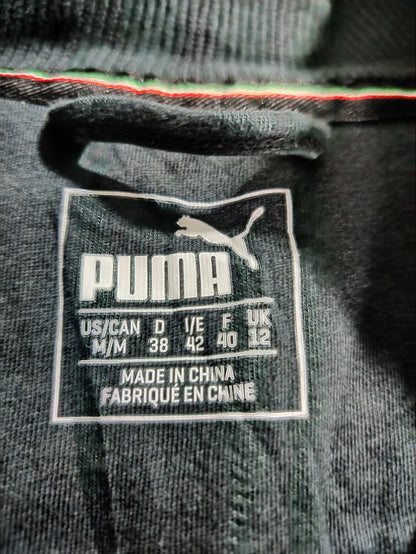 PUMA
US/CAN D I/E F UK
M/M 38 42 40 12
MADE IN CHINA
FABRIQUÉ EN CHINE